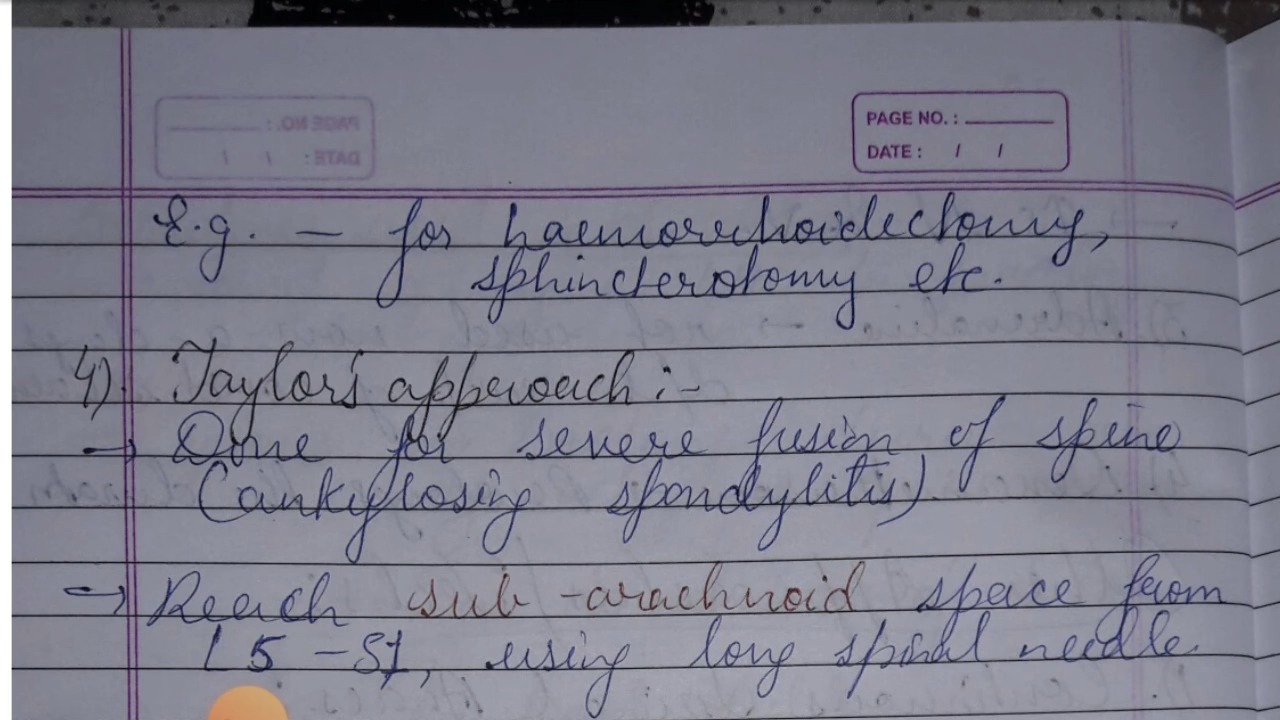 PAGE NO. :
DATE : / /
E.g. — for haemorrhoidectomy,
sphincterotomy etc.
4) Taylor's approach :-
→ Done for severe fusion of spine
(ankylosing spondylitis)
→ Reach sub-arachnoid space from
L5 - S1, using long spinal needle.